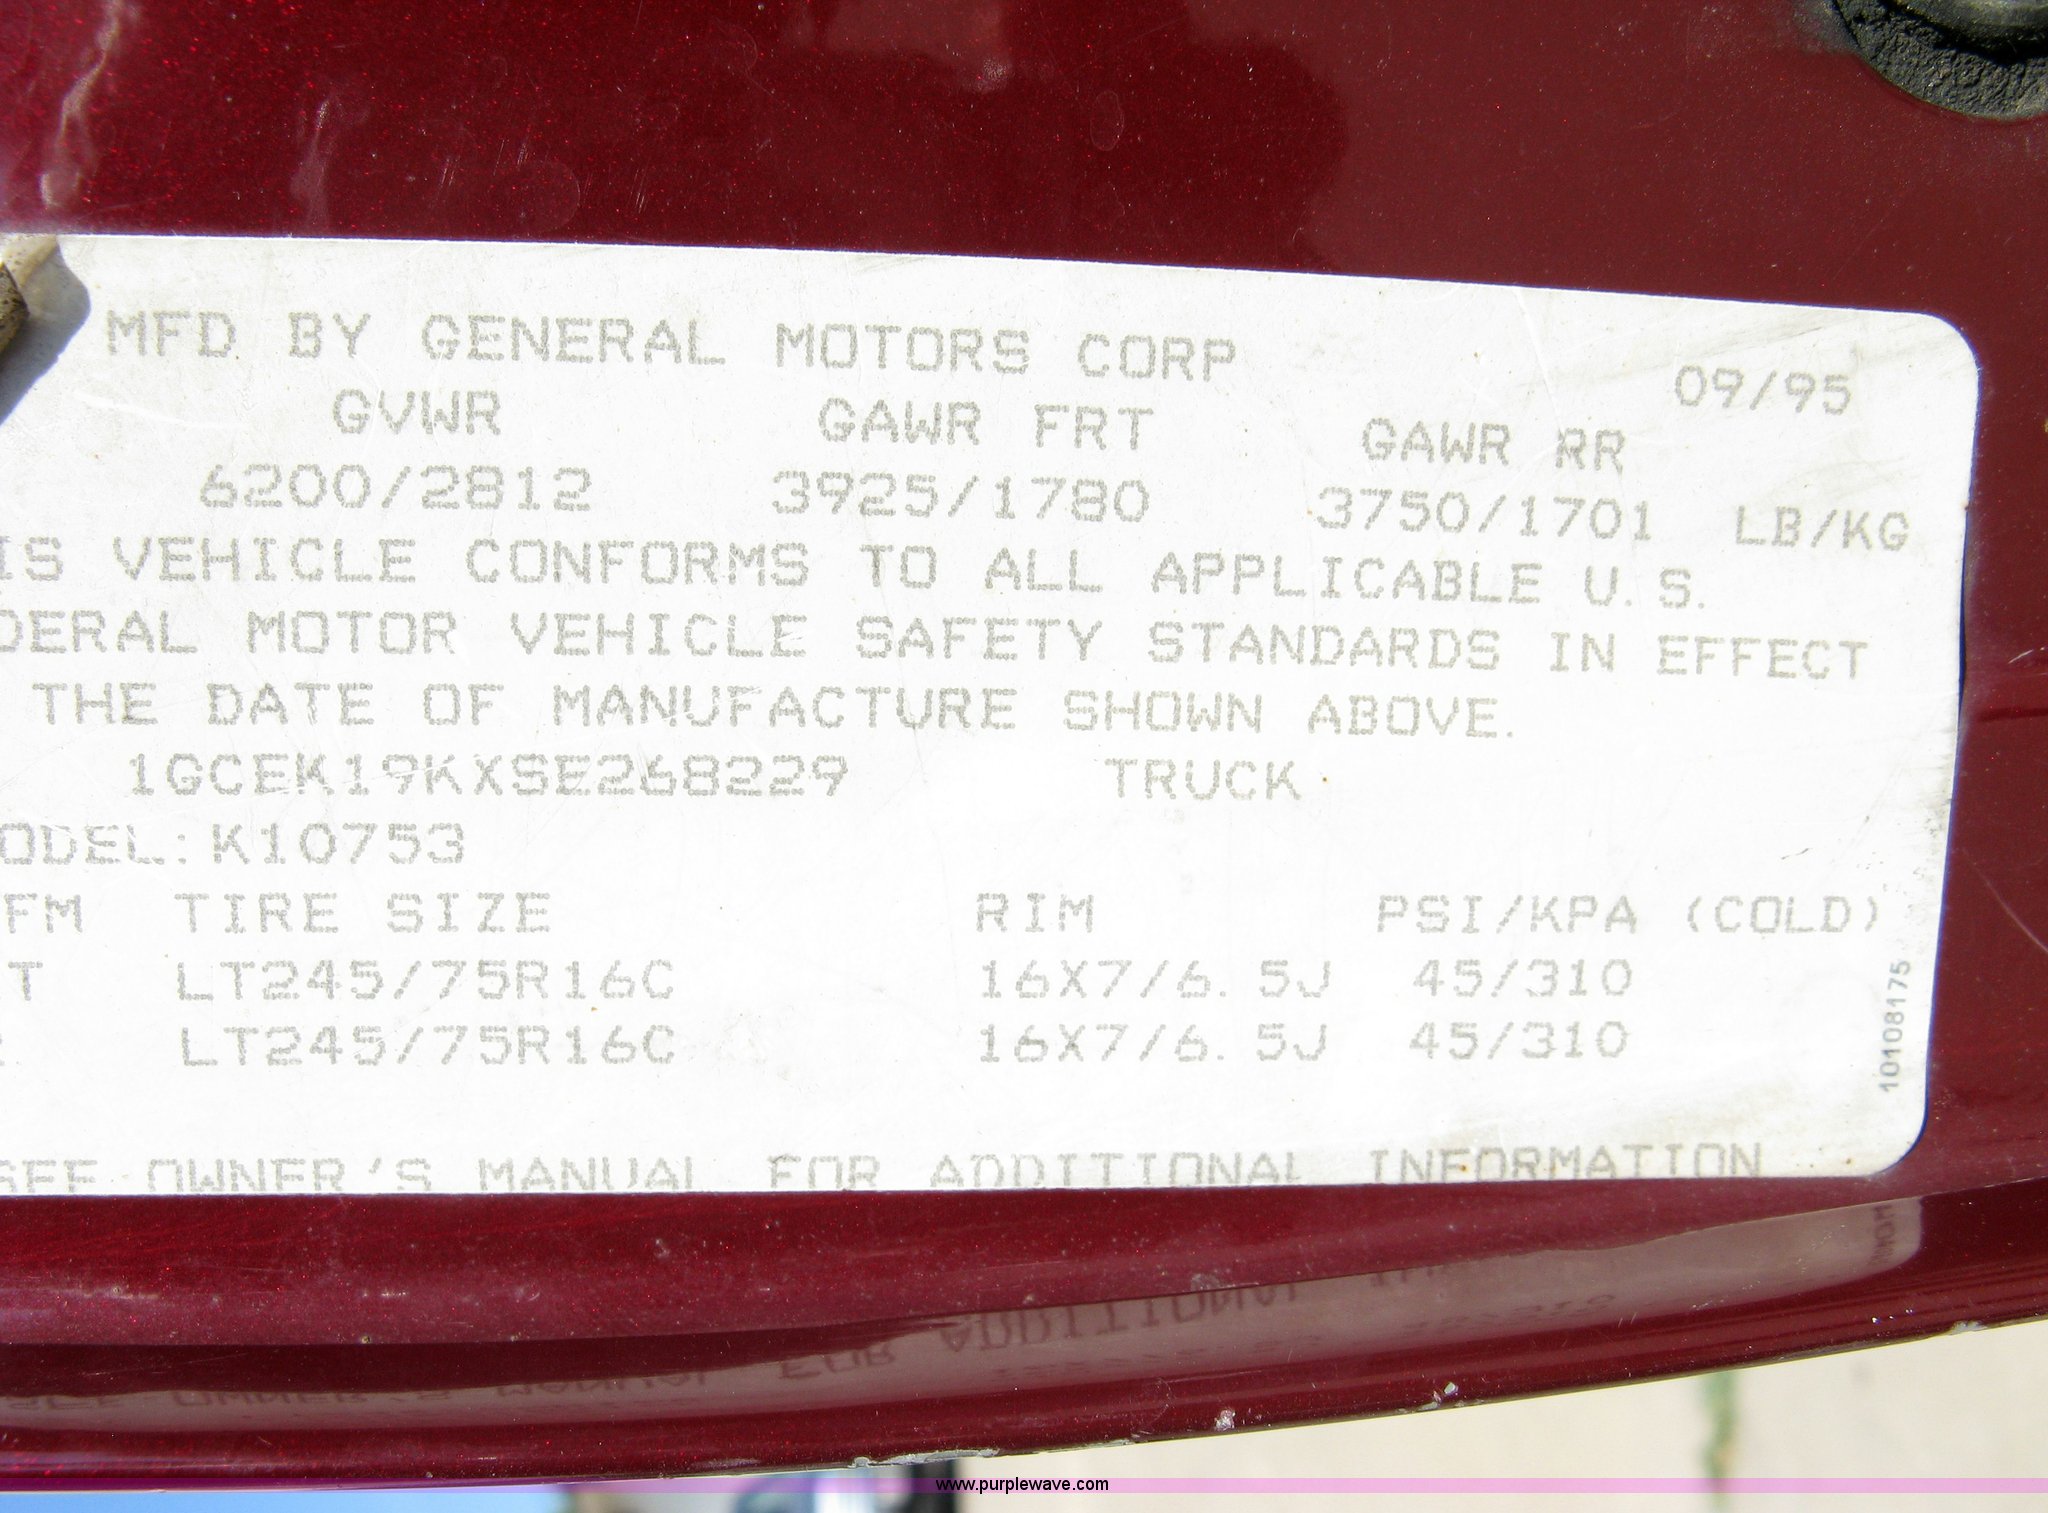 MFD BY GENERAL MOTORS CORP 09/95
GVWR GAWR FRT GAWR RR
6200/2812 3925/1780 3750/1701 LB/KG
IS VEHICLE CONFORMS TO ALL APPLICABLE U.S.
DERAL MOTOR VEHICLE SAFETY STANDARDS IN EFFECT
THE DATE OF MANUFACTURE SHOWN ABOVE.
1GCEK19KXSE268229 TRUCK
ODEL:K10753
FM TIRE SIZE RIM PSI/KPA (COLD)
T LT245/75R16C 16X7/6.5J 45/310
LT245/75R16C 16X7/6.5J 45/310
10108175
SEE OWNER'S MANUAL FOR ADDITIONAL INFORMATION
www.purplewave.com